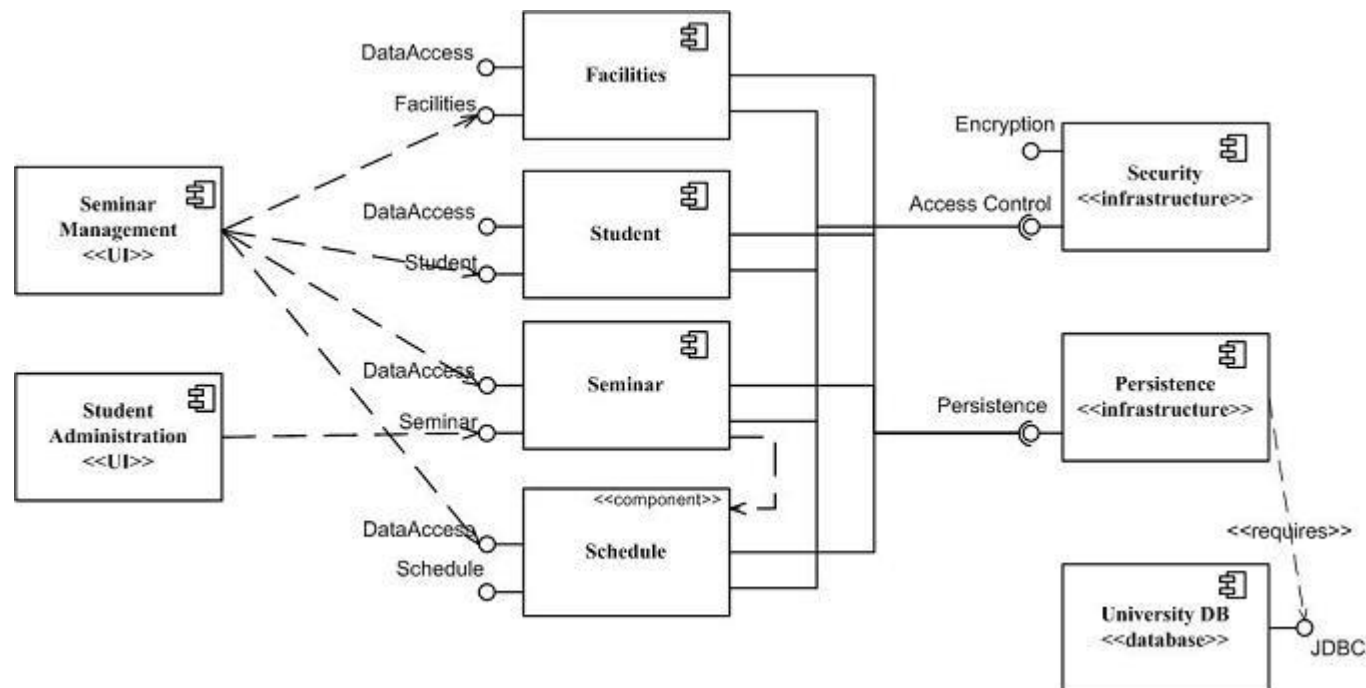 DataAccess
Facilities
Facilities
Encryption
Security
<<infrastructure>>
Access Control
Seminar
Management
<<UI>>
DataAccess
Student
Student
DataAccess
Seminar
Seminar
Student
Administration
<<UI>>
Persistence
Persistence
<<infrastructure>>
<<component>>
DataAccess
Schedule
Schedule
<<requires>>
University DB
<<database>>
JDBC